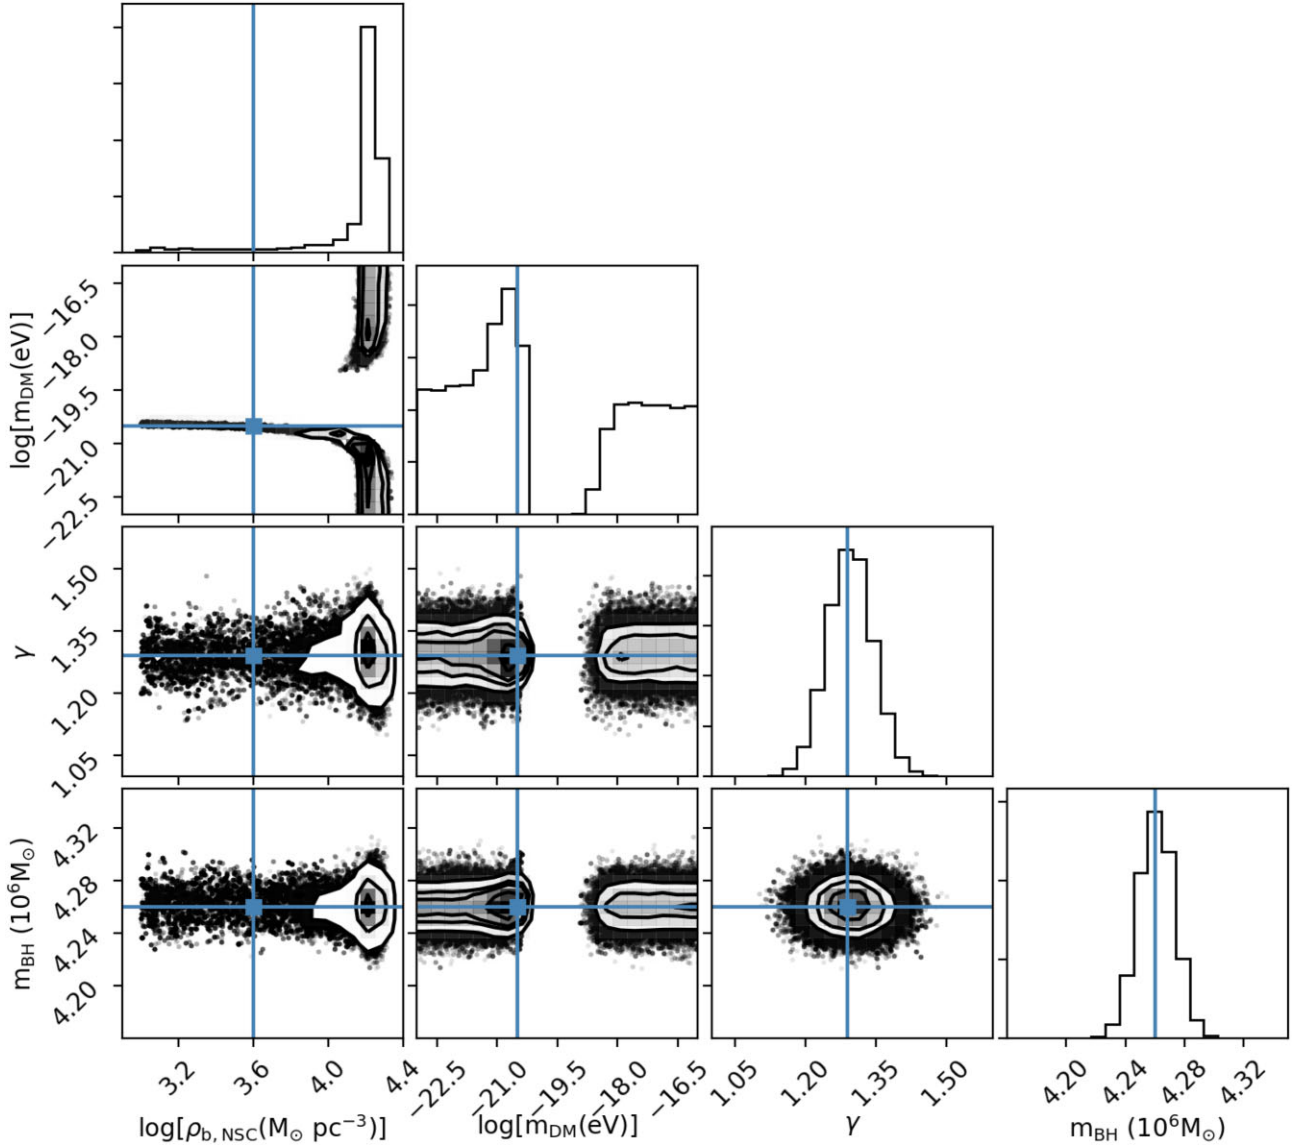 log[m_DM(eV)]
−16.5
−18.0
−19.5
−21.0
−22.5
γ
1.50
1.35
1.20
1.05
m_BH (10⁶M_⊙)
4.32
4.28
4.24
4.20
3.2 3.6 4.0 4.4 −22.5 −21.0 −19.5 −18.0 −16.5 1.05 1.20 1.35 1.50 4.20 4.24 4.28 4.32
log[ρ_b, NSC(M_⊙ pc⁻³)] log[m_DM(eV)] γ m_BH (10⁶M_⊙)